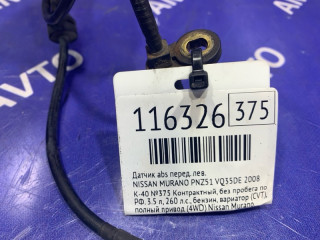 АVТО
116326 375
Датчик abs перед. лев.
NISSAN MURANO PNZ51 VQ35DE 2008
К-40 №375 Контрактный, без пробега по
РФ. 3.5 л, 260 л.с., бензин, вариатор (CVT),
полный привод (4WD) Nissan Murano